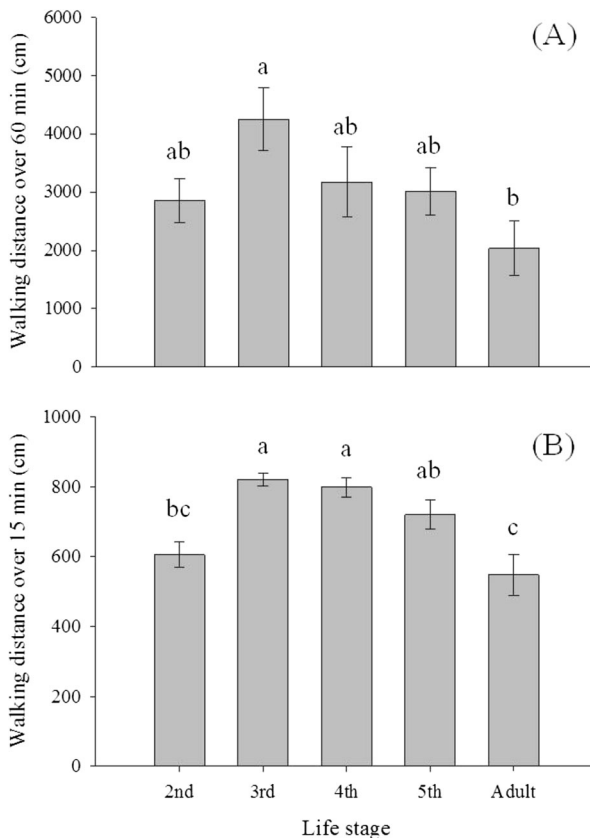 (A)
Walking distance over 60 min (cm)
6000
5000
4000
3000
2000
1000
0
ab
a
ab
ab
b
(B)
Walking distance over 15 min (cm)
1000
800
600
400
200
0
bc
a
a
ab
c
2nd 3rd 4th 5th Adult
Life stage